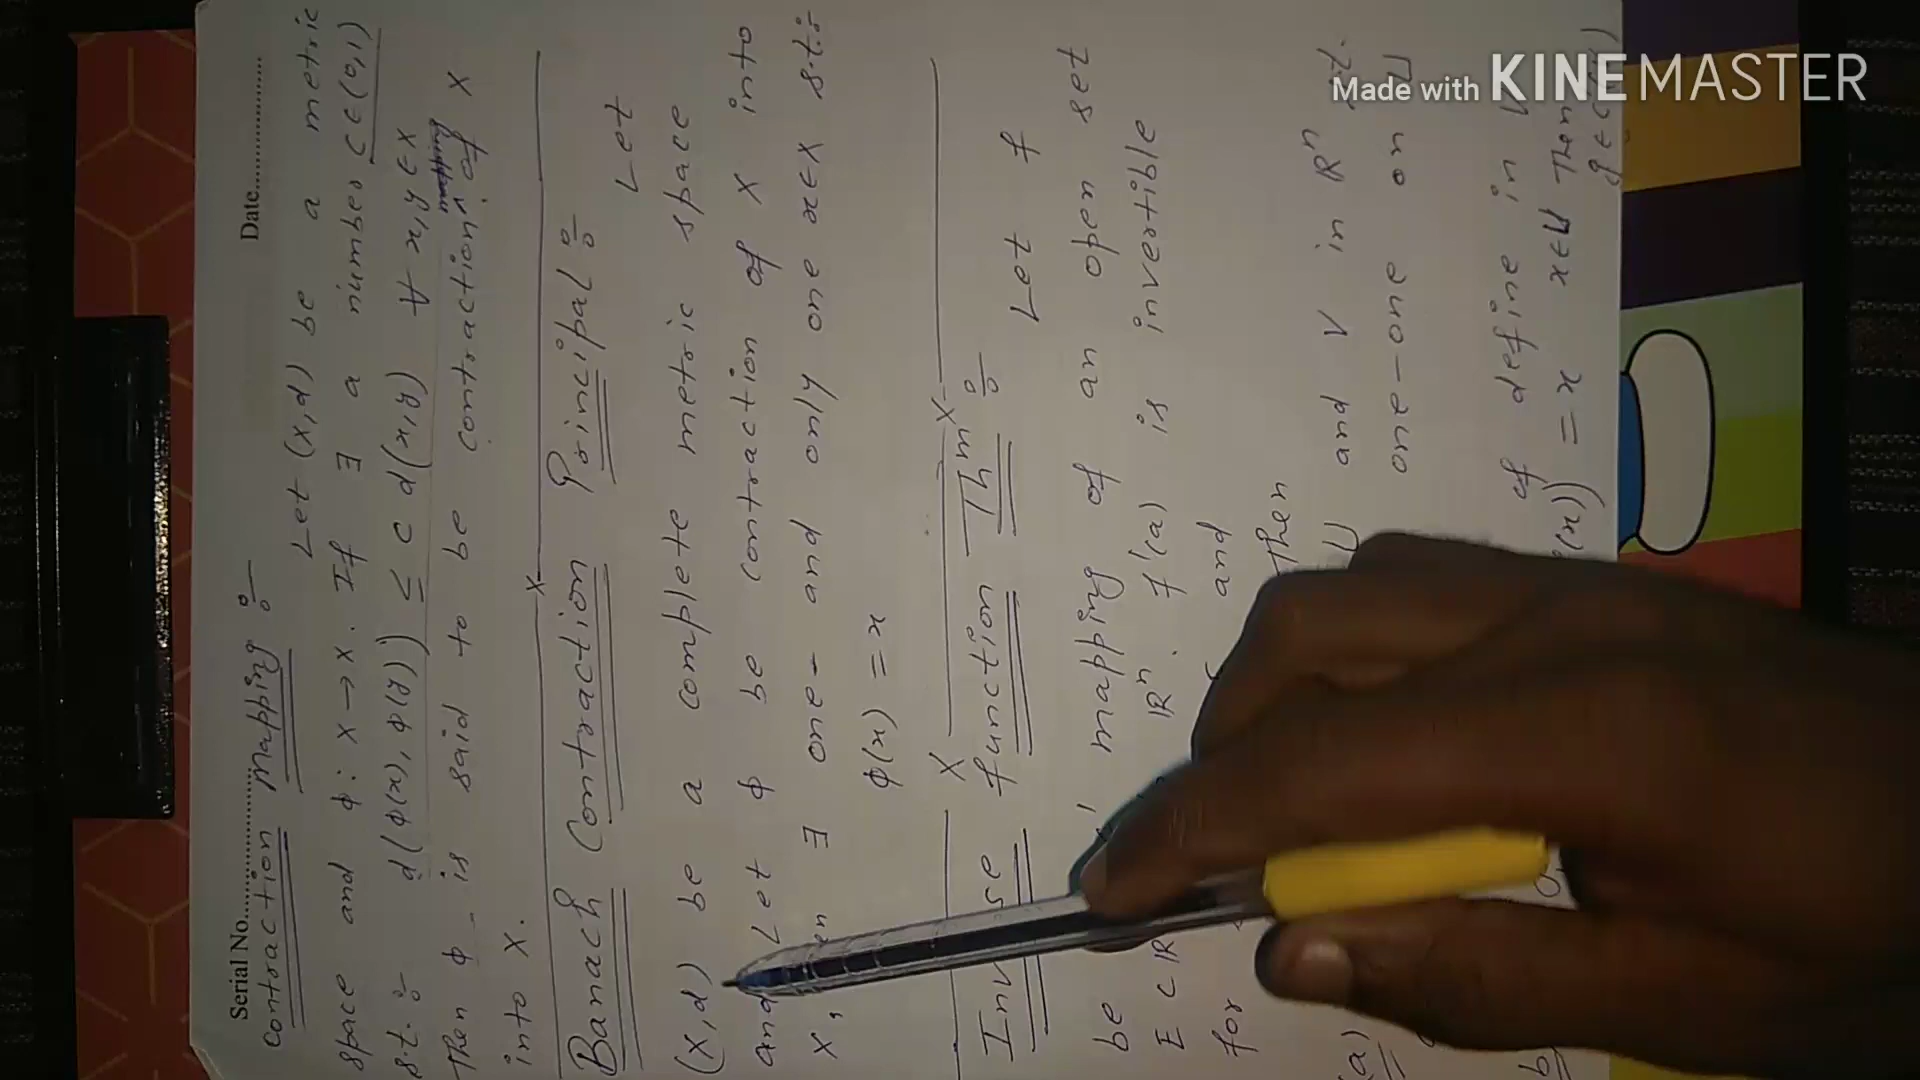 Made with KINEMASTER
Serial No............. Date.............
Contraction Mapping :-
Let (X,d) be a metric
space and ϕ : X → X. If ∃ a number c ∈ (0,1)
s.t. :- d(ϕ(x), ϕ(y)) ≤ c d(x,y) ∀ x,y ∈ X
Then ϕ is said to be contraction mapping of X
into X.
Banach Contraction Principal :-
Let
(X,d) be a complete metric space
and Let ϕ be contraction of X into
X, one- and only one x∈X s.t :-
ϕ(x) = x
function Thm :-
Let f
be mapping of an open set
E ⊂ ℝⁿ. f'(a) is invertible
for and
Then
U and V in ℝⁿ s.t.
(a) one-one on U
of define in V
(b) (x)) = x x∈U Then